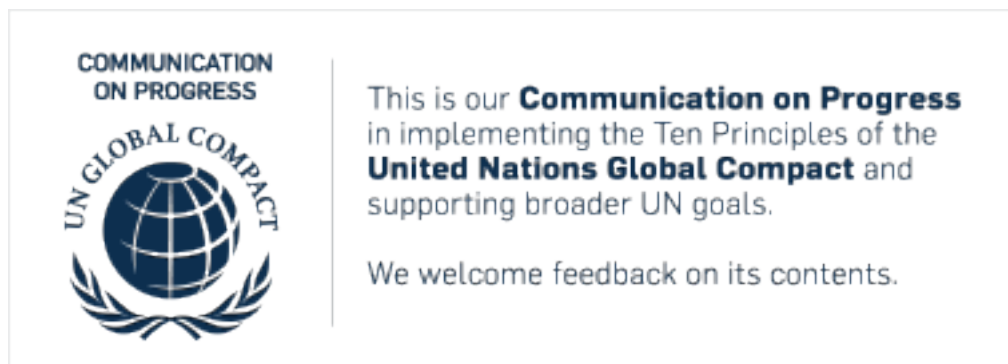 COMMUNICATION
ON PROGRESS
UN GLOBAL COMPACT
This is our Communication on Progress
in implementing the Ten Principles of the
United Nations Global Compact and
supporting broader UN goals.
We welcome feedback on its contents.